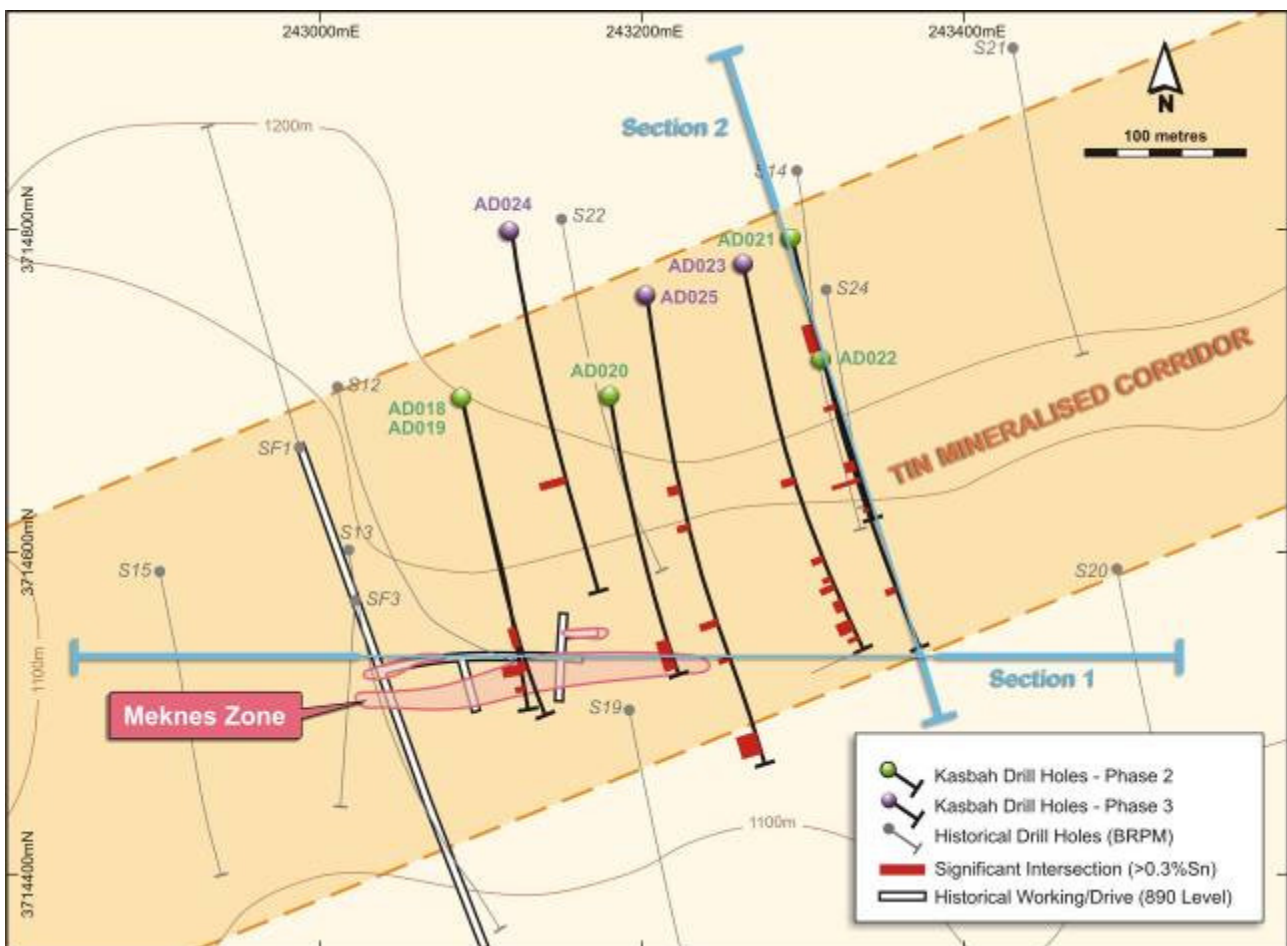 243000mE
243200mE
243400mE
S21
N
100 metres
1200m
Section 2
S14
3714800mN
AD024
S22
AD021
AD023
AD025
S24
AD022
AD020
S12
AD018
AD019
SF1
TIN MINERALISED CORRIDOR
3714600mN
S13
S15
SF3
S20
1100m
Section 1
Meknes Zone
S19
Kasbah Drill Holes - Phase 2
Kasbah Drill Holes - Phase 3
Historical Drill Holes (BRPM)
Significant Intersection (>0.3%Sn)
Historical Working/Drive (890 Level)
1100m
3714400mN